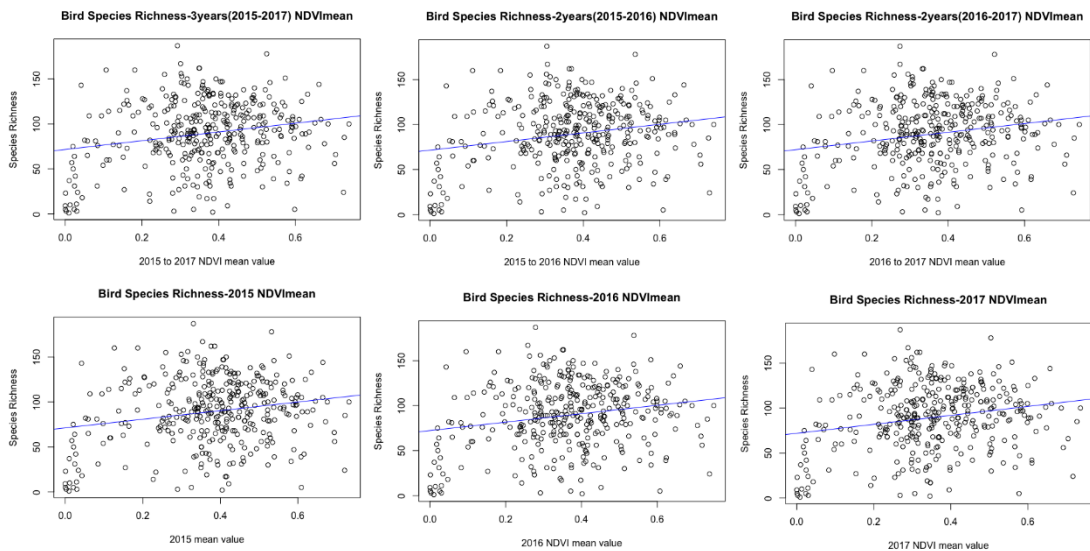 Bird Species Richness-3years(2015-2017) NDVImean
Species Richness
150
100
50
0
0.0 0.2 0.4 0.6
2015 to 2017 NDVI mean value
Bird Species Richness-2years(2015-2016) NDVImean
Species Richness
150
100
50
0
0.0 0.2 0.4 0.6
2015 to 2016 NDVI mean value
Bird Species Richness-2years(2016-2017) NDVImean
Species Richness
150
100
50
0
0.0 0.2 0.4 0.6
2016 to 2017 NDVI mean value
Bird Species Richness-2015 NDVImean
Species Richness
150
100
50
0
0.0 0.2 0.4 0.6
2015 mean value
Bird Species Richness-2016 NDVImean
Species Richness
150
100
50
0
0.0 0.2 0.4 0.6
2016 NDVI mean value
Bird Species Richness-2017 NDVImean
Species Richness
150
100
50
0
0.0 0.2 0.4 0.6
2017 NDVI mean value